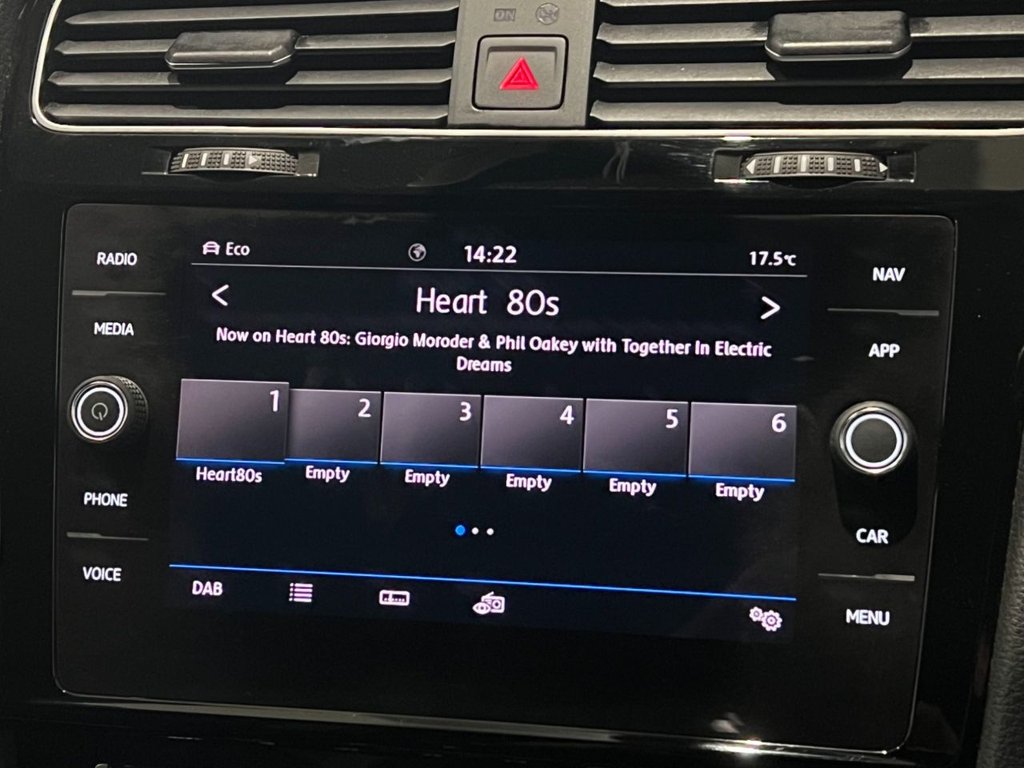 ON
RADIO
MEDIA
PHONE
VOICE
Eco
14:22
17.5°C
< Heart 80s >
Now on Heart 80s: Giorgio Moroder & Phil Oakey with Together In Electric
Dreams
1 2 3 4 5 6
Heart80s Empty Empty Empty Empty Empty
DAB
NAV
APP
CAR
MENU